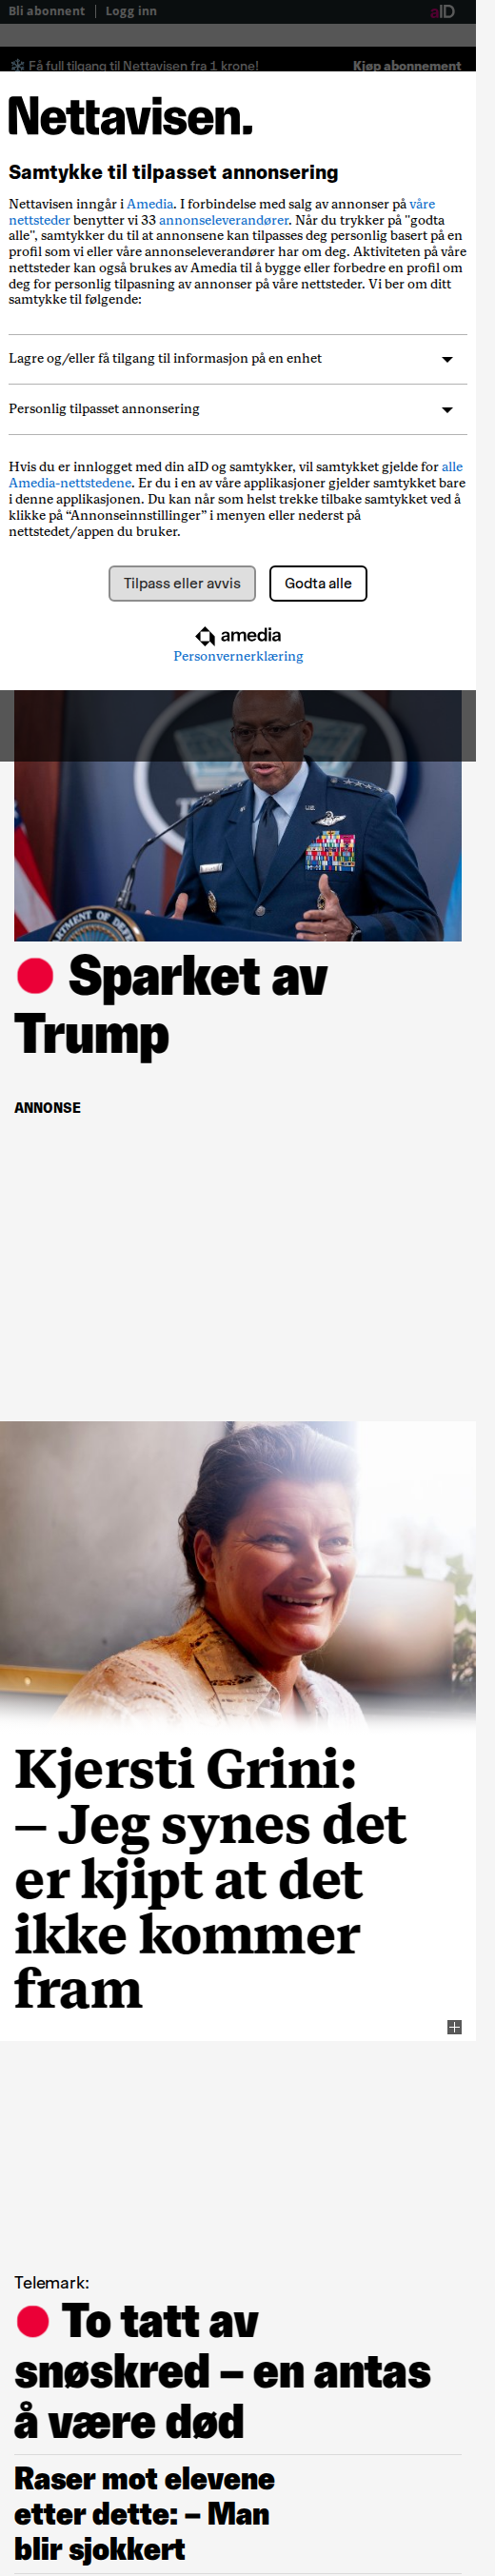 Bli abonnent
Logg inn
aID
Få full tilgang til Nettavisen fra 1 krone!
Kjøp abonnement
Nettavisen.
Samtykke til tilpasset annonsering
Nettavisen inngår i Amedia. I forbindelse med salg av annonser på våre
nettsteder benytter vi 33 annonseleverandører. Når du trykker på "godta
alle", samtykker du til at annonsene kan tilpasses deg personlig basert på en
profil som vi eller våre annonseleverandører har om deg. Aktiviteten på våre
nettsteder kan også brukes av Amedia til å bygge eller forbedre en profil om
deg for personlig tilpasning av annonser på våre nettsteder. Vi ber om ditt
samtykke til følgende:
Lagre og/eller få tilgang til informasjon på en enhet
Personlig tilpasset annonsering
Hvis du er innlogget med din aID og samtykker, vil samtykket gjelde for alle
Amedia-nettstedene. Er du i en av våre applikasjoner gjelder samtykket bare
i denne applikasjonen. Du kan når som helst trekke tilbake samtykket ved å
klikke på “Annonseinnstillinger” i menyen eller nederst på
nettstedet/appen du bruker.
Tilpass eller avvis
Godta alle
amedia
Personvernerklæring
Sparket av
Trump
ANNONSE
Kjersti Grini:
– Jeg synes det
er kjipt at det
ikke kommer
fram
Telemark:
To tatt av
snøskred – en antas
å være død
Raser mot elevene
etter dette: – Man
blir sjokkert